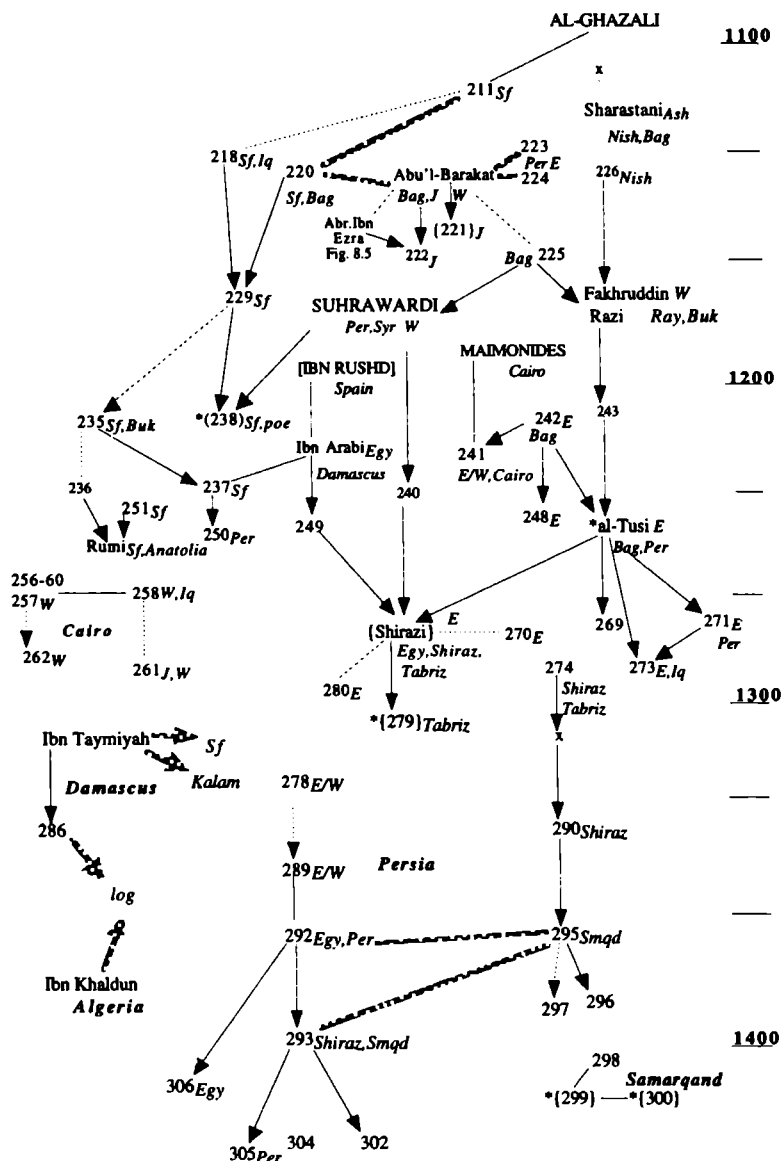 AL-GHAZALI
1100
x
211Sf
SharastaniAsh
Nish,Bag
218Sf,Iq
220
Sf,Bag
223
Per E
224
Abu'l-Barakat
Bag,J W
226Nish
Abr.Ibn
Ezra
Fig. 8.5
{221}J
222J
Bag 225
229Sf
SUHRAWARDI
Per,Syr W
Fakhruddin W
Razi Ray,Buk
[IBN RUSHD]
Spain
MAIMONIDES
Cairo
1200
235Sf,Buk
*(238)Sf,poe
242E
Bag
243
Ibn ArabiEgy
Damascus
241
E/W,Cairo
236
237Sf
240
251Sf
250Per
249
248E
*al-Tusi E
Bag,Per
RumiSf,Anatolia
256-60
257W
258W,Iq
Cairo
262W
261J,W
E
{Shirazi}
Egy,Shiraz,
Tabriz
270E
269
271E
Per
273E,Iq
280E
274
Shiraz
Tabriz
*{279}Tabriz
1300
x
Ibn Taymiyah
Sf
Kalam
Damascus
278E/W
286
290Shiraz
289E/W
Persia
log
292Egy,Per
295Smqd
Ibn Khaldun
Algeria
297
296
293Shiraz,Smqd
1400
298
306Egy
Samarqand
*{299}
*{300}
305Per
304
302